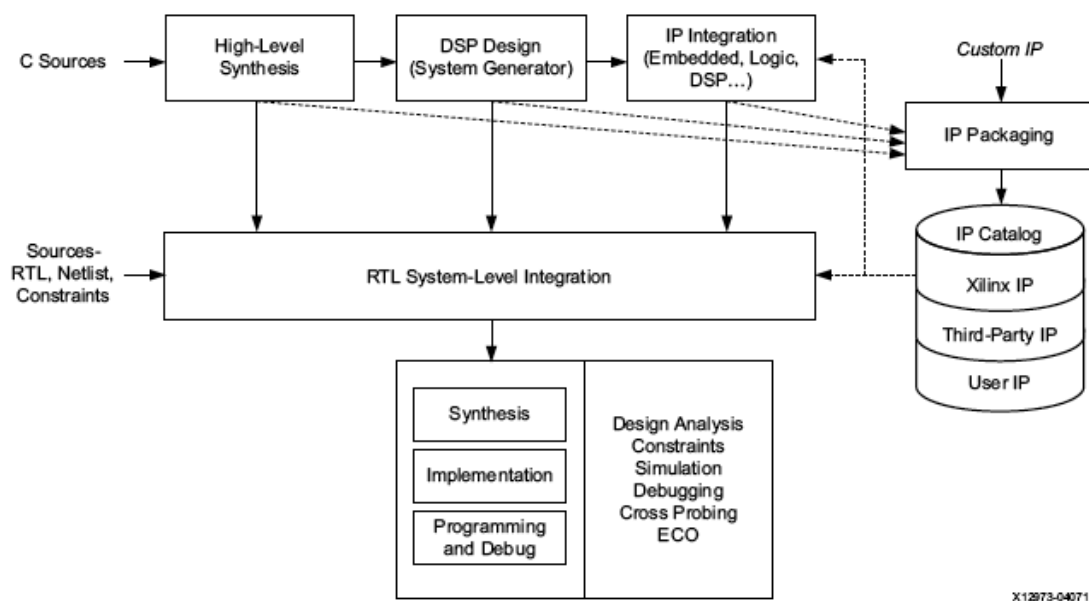 C Sources
High-Level
Synthesis
DSP Design
(System Generator)
IP Integration
(Embedded, Logic,
DSP…)
Custom IP
IP Packaging
IP Catalog
Xilinx IP
Third-Party IP
User IP
Sources-
RTL, Netlist,
Constraints
RTL System-Level Integration
Synthesis
Implementation
Programming
and Debug
Design Analysis
Constraints
Simulation
Debugging
Cross Probing
ECO
X12973-04071